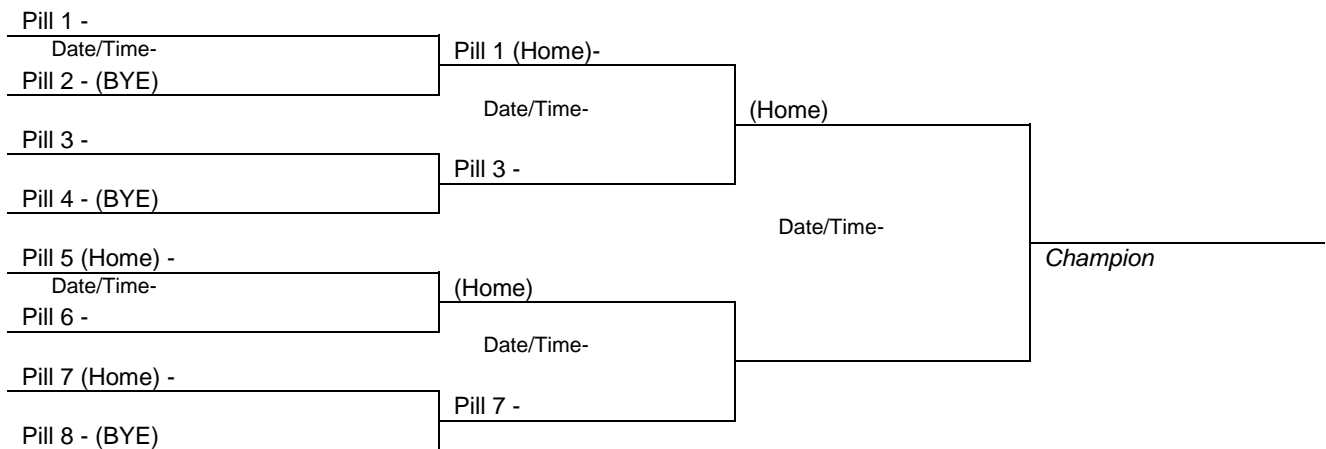 Pill 1 -
Date/Time-
Pill 1 (Home)-
Pill 2 - (BYE)
Date/Time-
(Home)
Pill 3 -
Pill 3 -
Pill 4 - (BYE)
Date/Time-
Pill 5 (Home) -
Champion
Date/Time-
(Home)
Pill 6 -
Date/Time-
Pill 7 (Home) -
Pill 7 -
Pill 8 - (BYE)